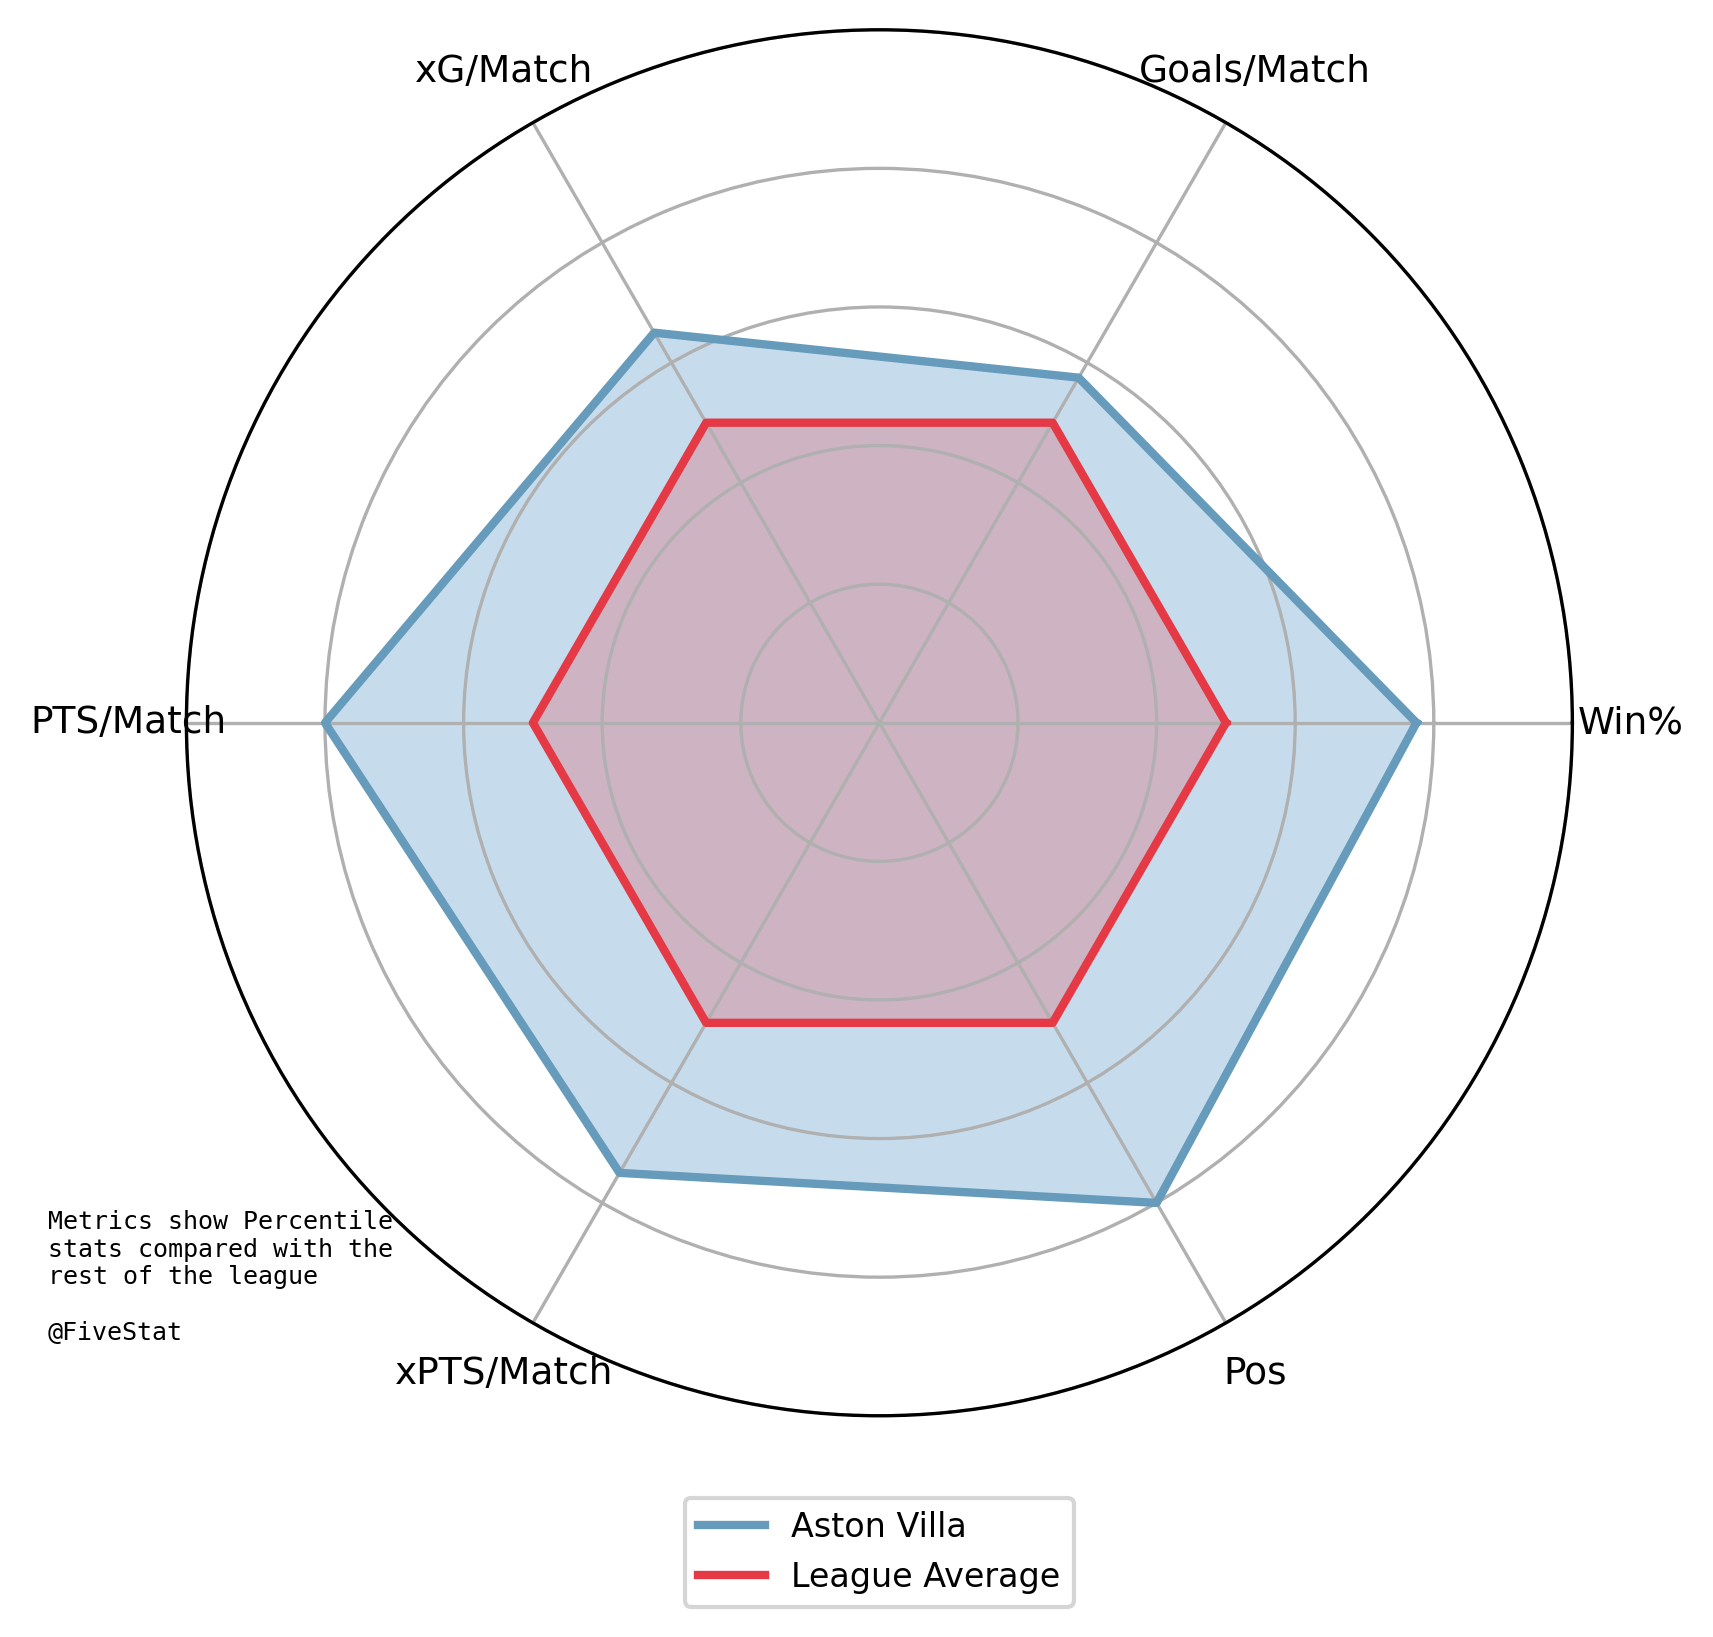 xG/Match
Goals/Match
PTS/Match
Win%
Metrics show Percentile
stats compared with the
rest of the league
@FiveStat
xPTS/Match
Pos
Aston Villa
League Average